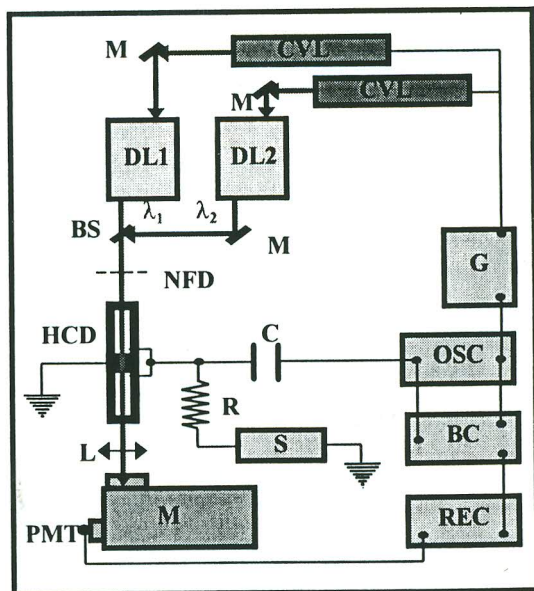 M CVL
M CVL
DL1 DL2
λ₁ λ₂
BS M
NFD G
HCD C OSC
R
L S BC
M REC
PMT